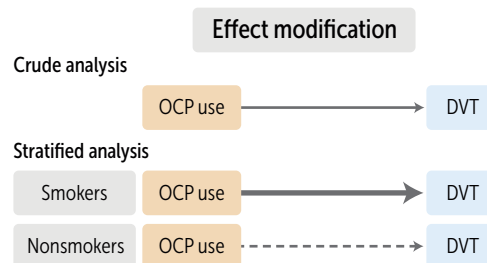 Effect modification
Crude analysis
OCP use DVT
Stratified analysis
Smokers OCP use DVT
Nonsmokers OCP use DVT